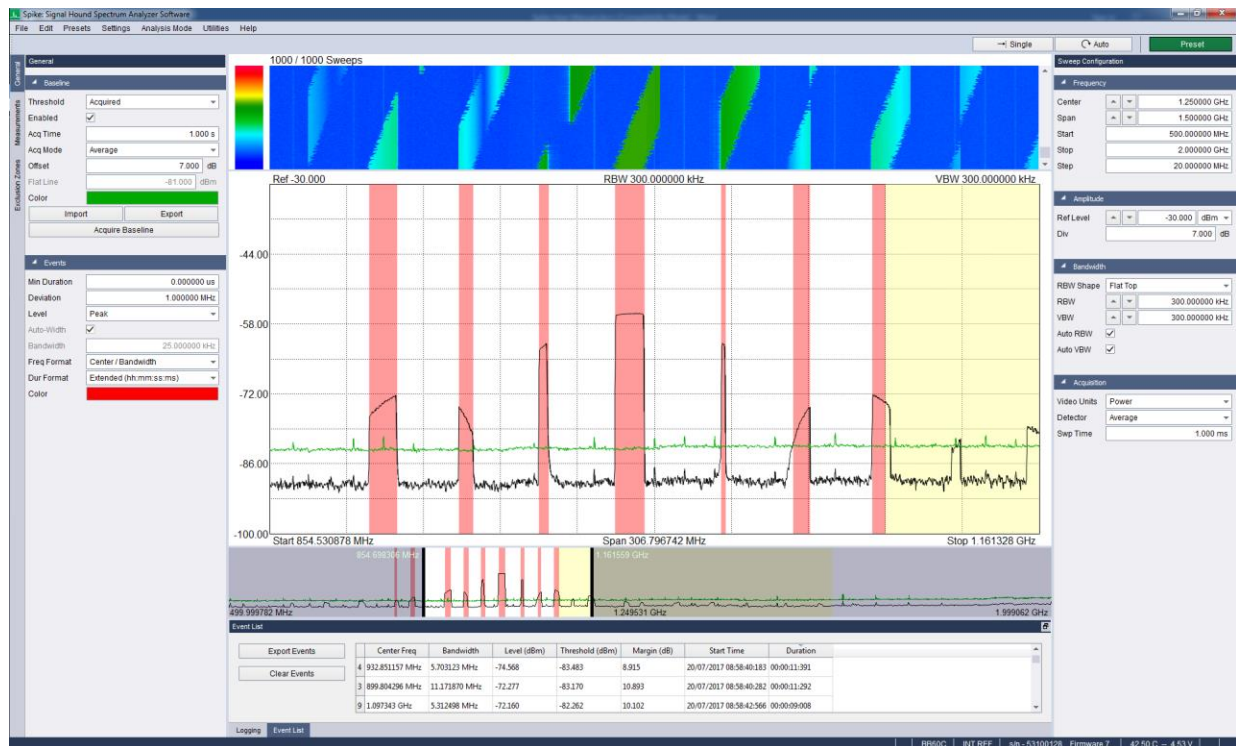 Spike: Signal Hound Spectrum Analyzer Software
File Edit Presets Settings Analysis Mode Utilities Help
Single Auto Preset
General
Measurements
Exclusion Zones
General
Baseline
Threshold Acquired
Enabled
Acq Time 1.000 s
Acq Mode Average
Offset 7.000 dB
Flat Line -81.000 dBm
Color
Import Export
Acquire Baseline
Events
Min Duration 0.000000 us
Deviation 1.000000 MHz
Level Peak
Auto-Width
Bandwidth 25.000000 kHz
Freq Format Center / Bandwidth
Dur Format Extended (hh:mm:ss:ms)
Color
1000 / 1000 Sweeps
Ref -30.000 RBW 300.000000 kHz VBW 300.000000 kHz
-44.00
-58.00
-72.00
-86.00
-100.00
Start 854.530878 MHz Span 306.796742 MHz Stop 1.161328 GHz
854.698306 MHz 1.161559 GHz
499.999782 MHz 1.249531 GHz 1.999062 GHz
Event List
Export Events
Clear Events
Center Freq Bandwidth Level (dBm) Threshold (dBm) Margin (dB) Start Time Duration
4 932.851157 MHz 5.703123 MHz -74.568 -83.483 8.915 20/07/2017 08:58:40:183 00:00:11:391
3 899.804296 MHz 11.171870 MHz -72.277 -83.170 10.893 20/07/2017 08:58:40:282 00:00:11:292
9 1.097343 GHz 5.312498 MHz -72.160 -82.262 10.102 20/07/2017 08:58:42:566 00:00:09:008
Logging Event List
Sweep Configuration
Frequency
Center 1.250000 GHz
Span 1.500000 GHz
Start 500.000000 MHz
Stop 2.000000 GHz
Step 20.000000 MHz
Amplitude
Ref Level -30.000 dBm
Div 7.000 dB
Bandwidth
RBW Shape Flat Top
RBW 300.000000 kHz
VBW 300.000000 kHz
Auto RBW
Auto VBW
Acquisition
Video Units Power
Detector Average
Swp Time 1.000 ms
BB60C INT REF s/n - 53100126 Firmware 7 42.50 C -- 4.53 V